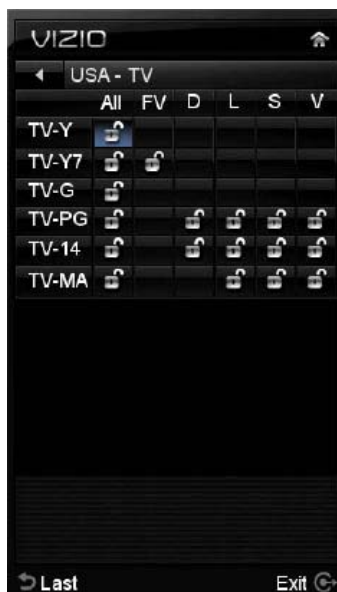 VIZIO
USA - TV
All FV D L S V
TV-Y
TV-Y7
TV-G
TV-PG
TV-14
TV-MA
Last Exit